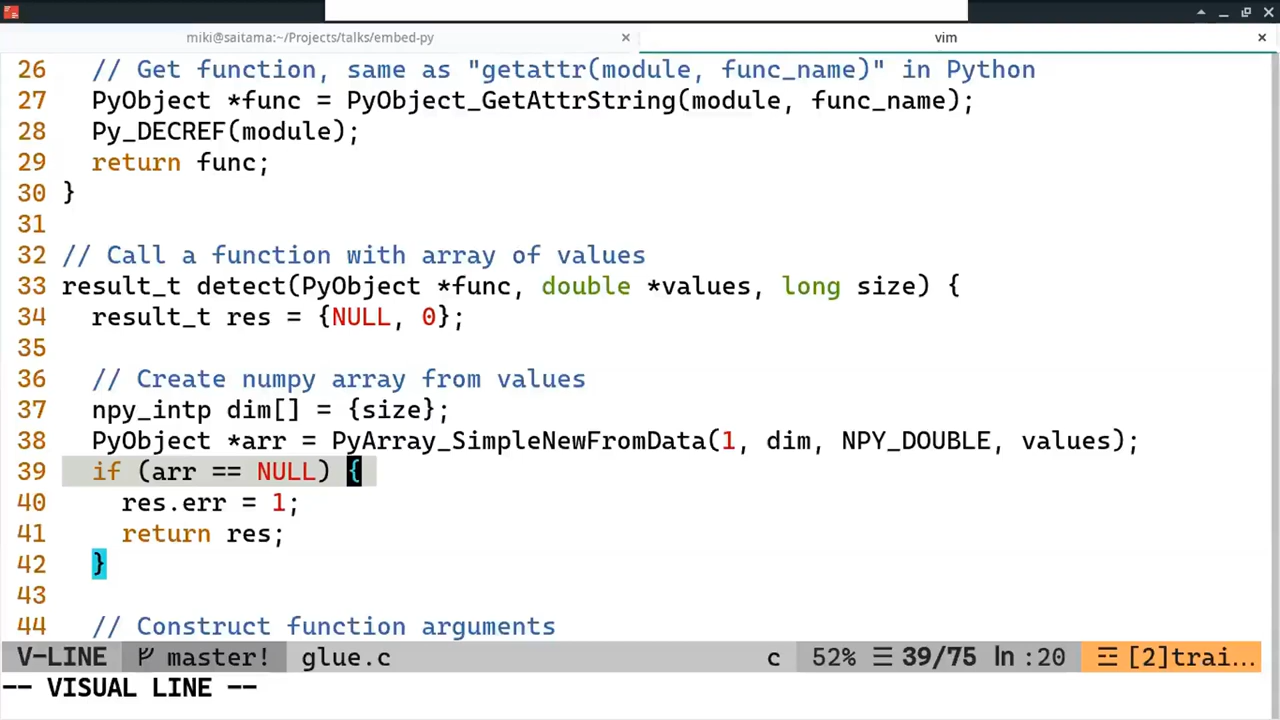 miki@saitama:~/Projects/talks/embed-py × vim ×
26 // Get function, same as "getattr(module, func_name)" in Python
27 PyObject *func = PyObject_GetAttrString(module, func_name);
28 Py_DECREF(module);
29 return func;
30 }
31
32 // Call a function with array of values
33 result_t detect(PyObject *func, double *values, long size) {
34 result_t res = {NULL, 0};
35
36 // Create numpy array from values
37 npy_intp dim[] = {size};
38 PyObject *arr = PyArray_SimpleNewFromData(1, dim, NPY_DOUBLE, values);
39 if (arr == NULL) {
40 res.err = 1;
41 return res;
42 }
43
44 // Construct function arguments
V-LINE master! glue.c c 52% ☰ 39/75 ln :20 ☲ [2]trai…
-- VISUAL LINE --